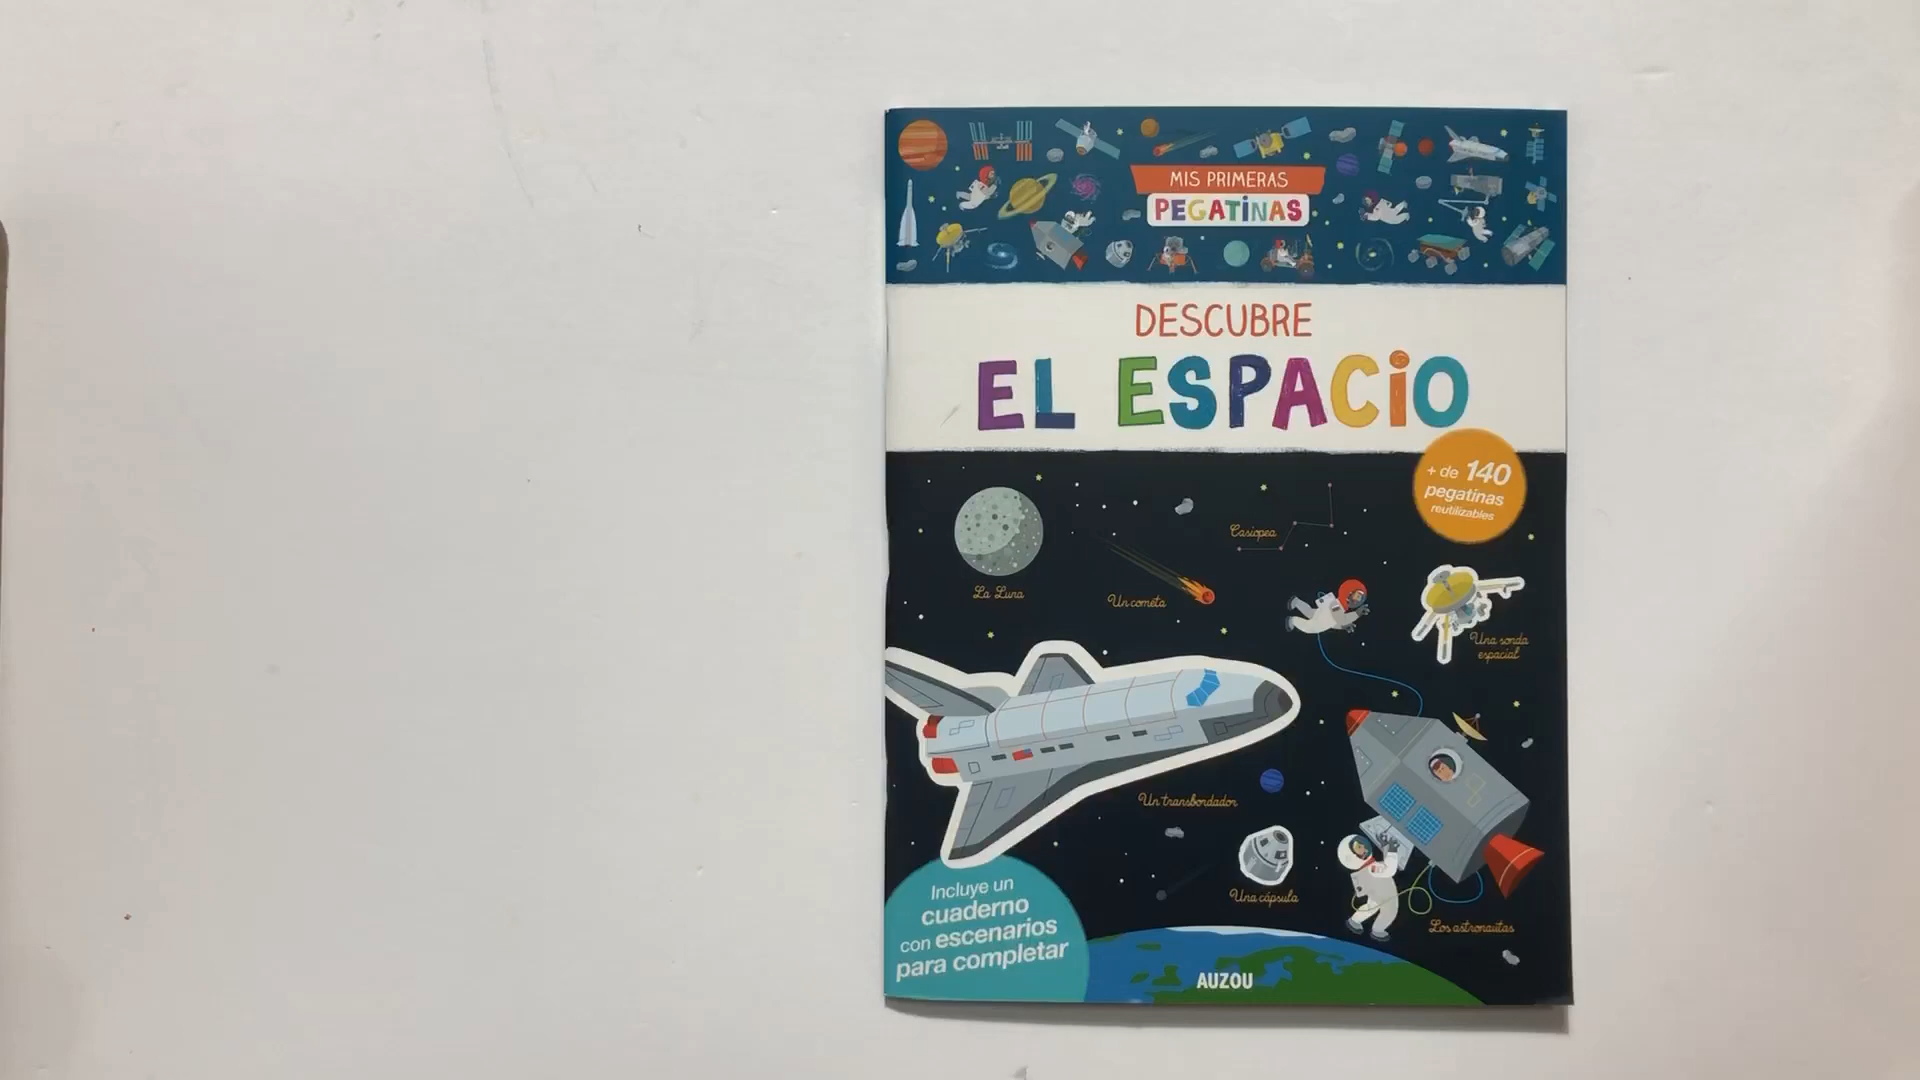 MIS PRIMERAS
PEGATiNAS
DESCUBRE
EL ESPACiO
+ de 140
pegatinas
reutilizables
Casiopea
La Luna
Un cometa
Una sonda
espacial
Un transbordador
Una cápsula
Los astronautas
Incluye un
cuaderno
con escenarios
para completar
AUZOU